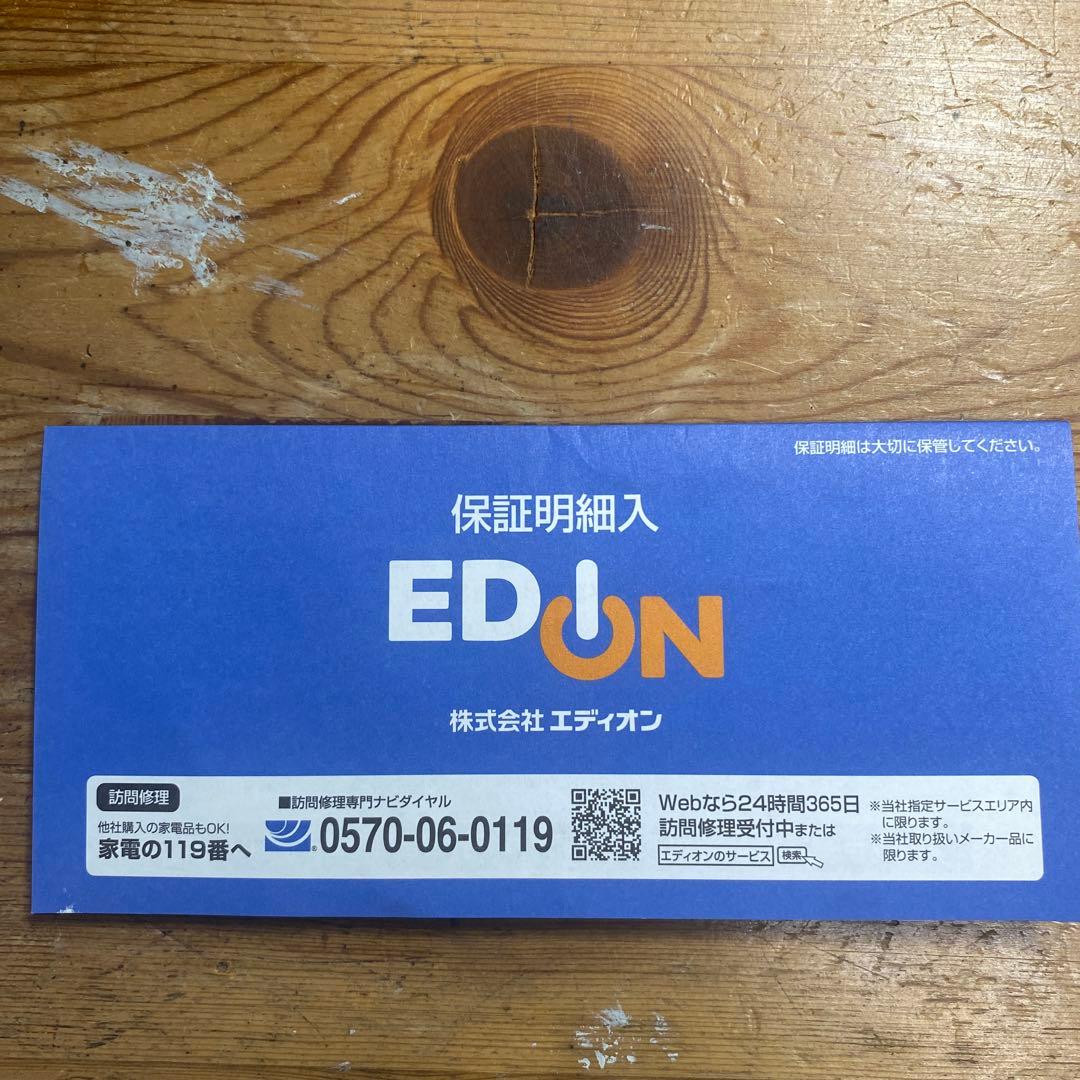 保証明細は大切に保管してください。
保証明細入
EDION
株式会社 エディオン
訪問修理
他社購入の家電品もOK!
家電の119番へ
■訪問修理専門ナビダイヤル
0570-06-0119
Webなら24時間365日
訪問修理受付中または
エディオンのサービス 検索
※当社指定サービスエリア内
に限ります。
※当社取り扱いメーカー品に
限ります。